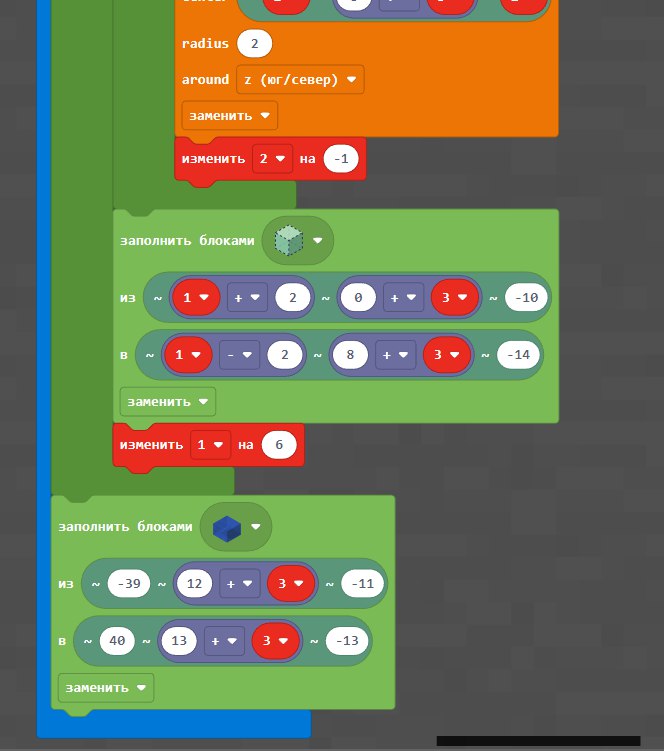 radius 2
around z (юг/север)
заменить
изменить 2 на -1
заполнить блоками
из ~ 1 + 2 ~ 0 + 3 ~ -10
в ~ 1 - 2 ~ 8 + 3 ~ -14
заменить
изменить 1 на 6
заполнить блоками
из ~ -39 ~ 12 + 3 ~ -11
в ~ 40 ~ 13 + 3 ~ -13
заменить